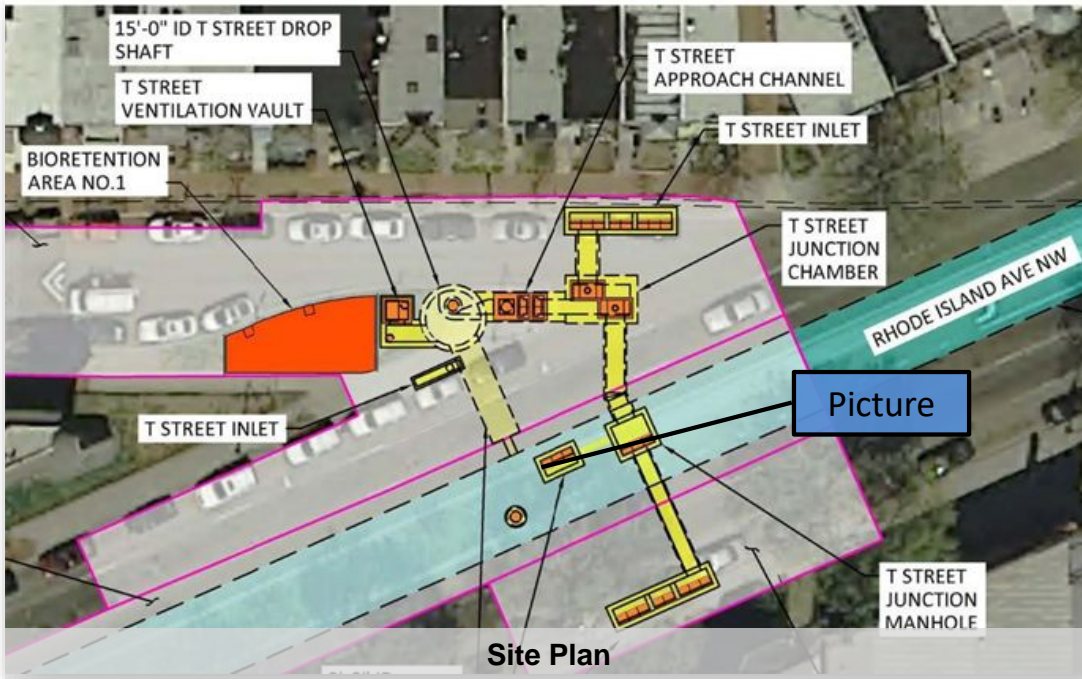 15'-0" ID T STREET DROP
SHAFT
T STREET
VENTILATION VAULT
BIORETENTION
AREA NO.1
T STREET
APPROACH CHANNEL
T STREET INLET
T STREET
JUNCTION
CHAMBER
RHODE ISLAND AVE NW
Picture
T STREET INLET
T STREET
JUNCTION
MANHOLE
Site Plan